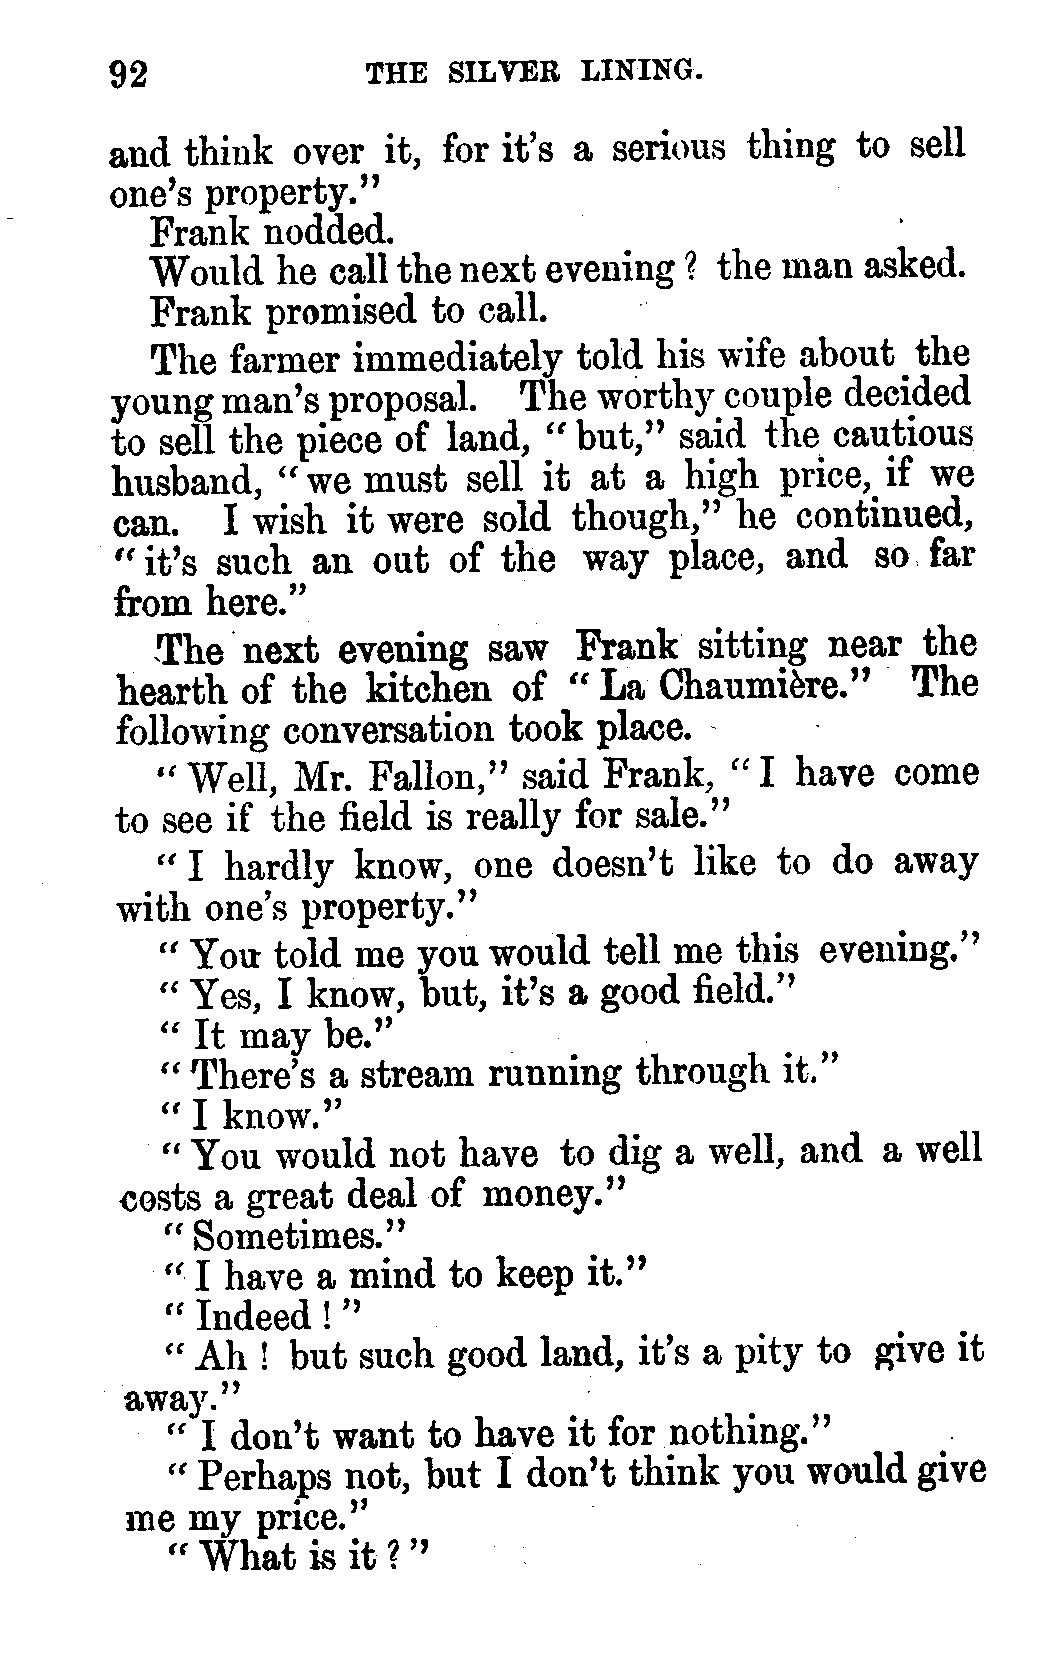 92 THE SILVER LINING.
and think over it, for it's a serious thing to sell
one's property."
Frank nodded.
Would he call the next evening? the man asked.
Frank promised to call.
The farmer immediately told his wife about the
young man's proposal. The worthy couple decided
to sell the piece of land, "but," said the cautious
husband, "we must sell it at a high price, if we
can. I wish it were sold though," he continued,
"it's such an out of the way place, and so far
from here."
The next evening saw Frank sitting near the
hearth of the kitchen of "La Chaumière." The
following conversation took place.
"Well, Mr. Fallon," said Frank, "I have come
to see if the field is really for sale."
"I hardly know, one doesn't like to do away
with one's property."
"You told me you would tell me this evening."
"Yes, I know, but, it's a good field."
"It may be."
"There's a stream running through it."
"I know."
"You would not have to dig a well, and a well
costs a great deal of money."
"Sometimes."
"I have a mind to keep it."
"Indeed!"
"Ah! but such good land, it's a pity to give it
away."
"I don't want to have it for nothing."
"Perhaps not, but I don't think you would give
me my price."
"What is it?"